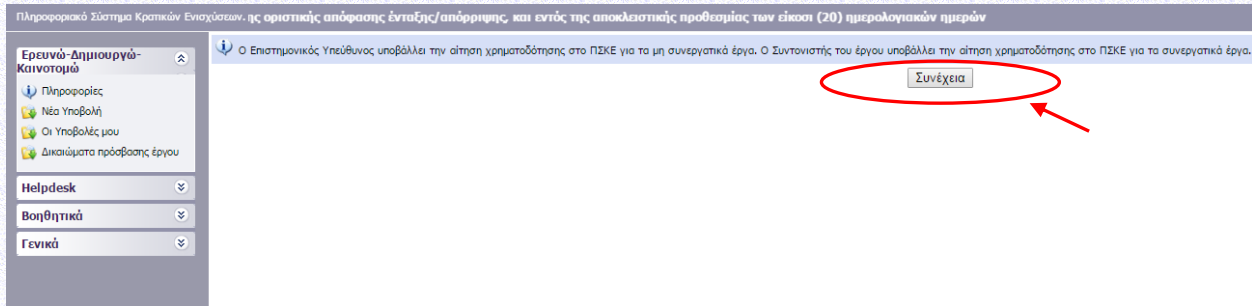 Πληροφοριακό Σύστημα Κρατικών Ενισχύσεων. ης οριστικής απόφασης ένταξης/απόρριψης, και εντός της αποκλειστικής προθεσμίας των είκοσι (20) ημερολογιακών ημερών
Ερευνώ-Δημιουργώ-
Καινοτομώ
Πληροφορίες
Νέα Υποβολή
Οι Υποβολές μου
Δικαιώματα πρόσβασης έργου
Helpdesk
Βοηθητικά
Γενικά
Ο Επιστημονικός Υπεύθυνος υποβάλλει την αίτηση χρηματοδότησης στο ΠΣΚΕ για τα μη συνεργατικά έργα. Ο Συντονιστής του έργου υποβάλλει την αίτηση χρηματοδότησης στο ΠΣΚΕ για τα συνεργατικά έργα.
Συνέχεια